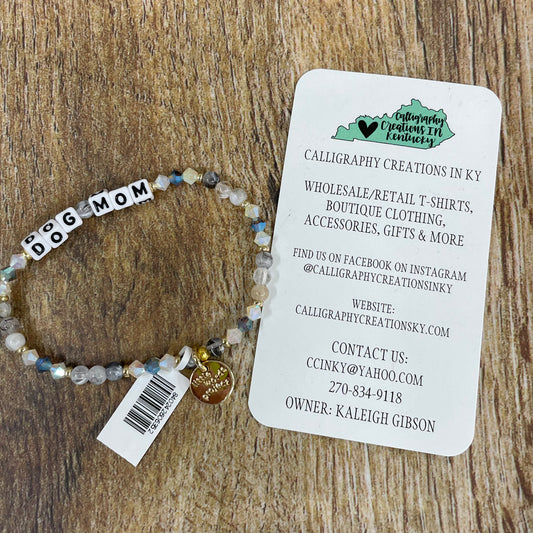 DOG MOM
Calligraphy
Creations In
Kentucky
CALLIGRAPHY CREATIONS IN KY
WHOLESALE/RETAIL T-SHIRTS,
BOUTIQUE CLOTHING,
ACCESSORIES, GIFTS & MORE
FIND US ON FACEBOOK ON INSTAGRAM
@CALLIGRAPHYCREATIONSINKY
WEBSITE:
CALLIGRAPHYCREATIONSKY.COM
CONTACT US:
CCINKY@YAHOO.COM
270-834-9118
OWNER: KALEIGH GIBSON